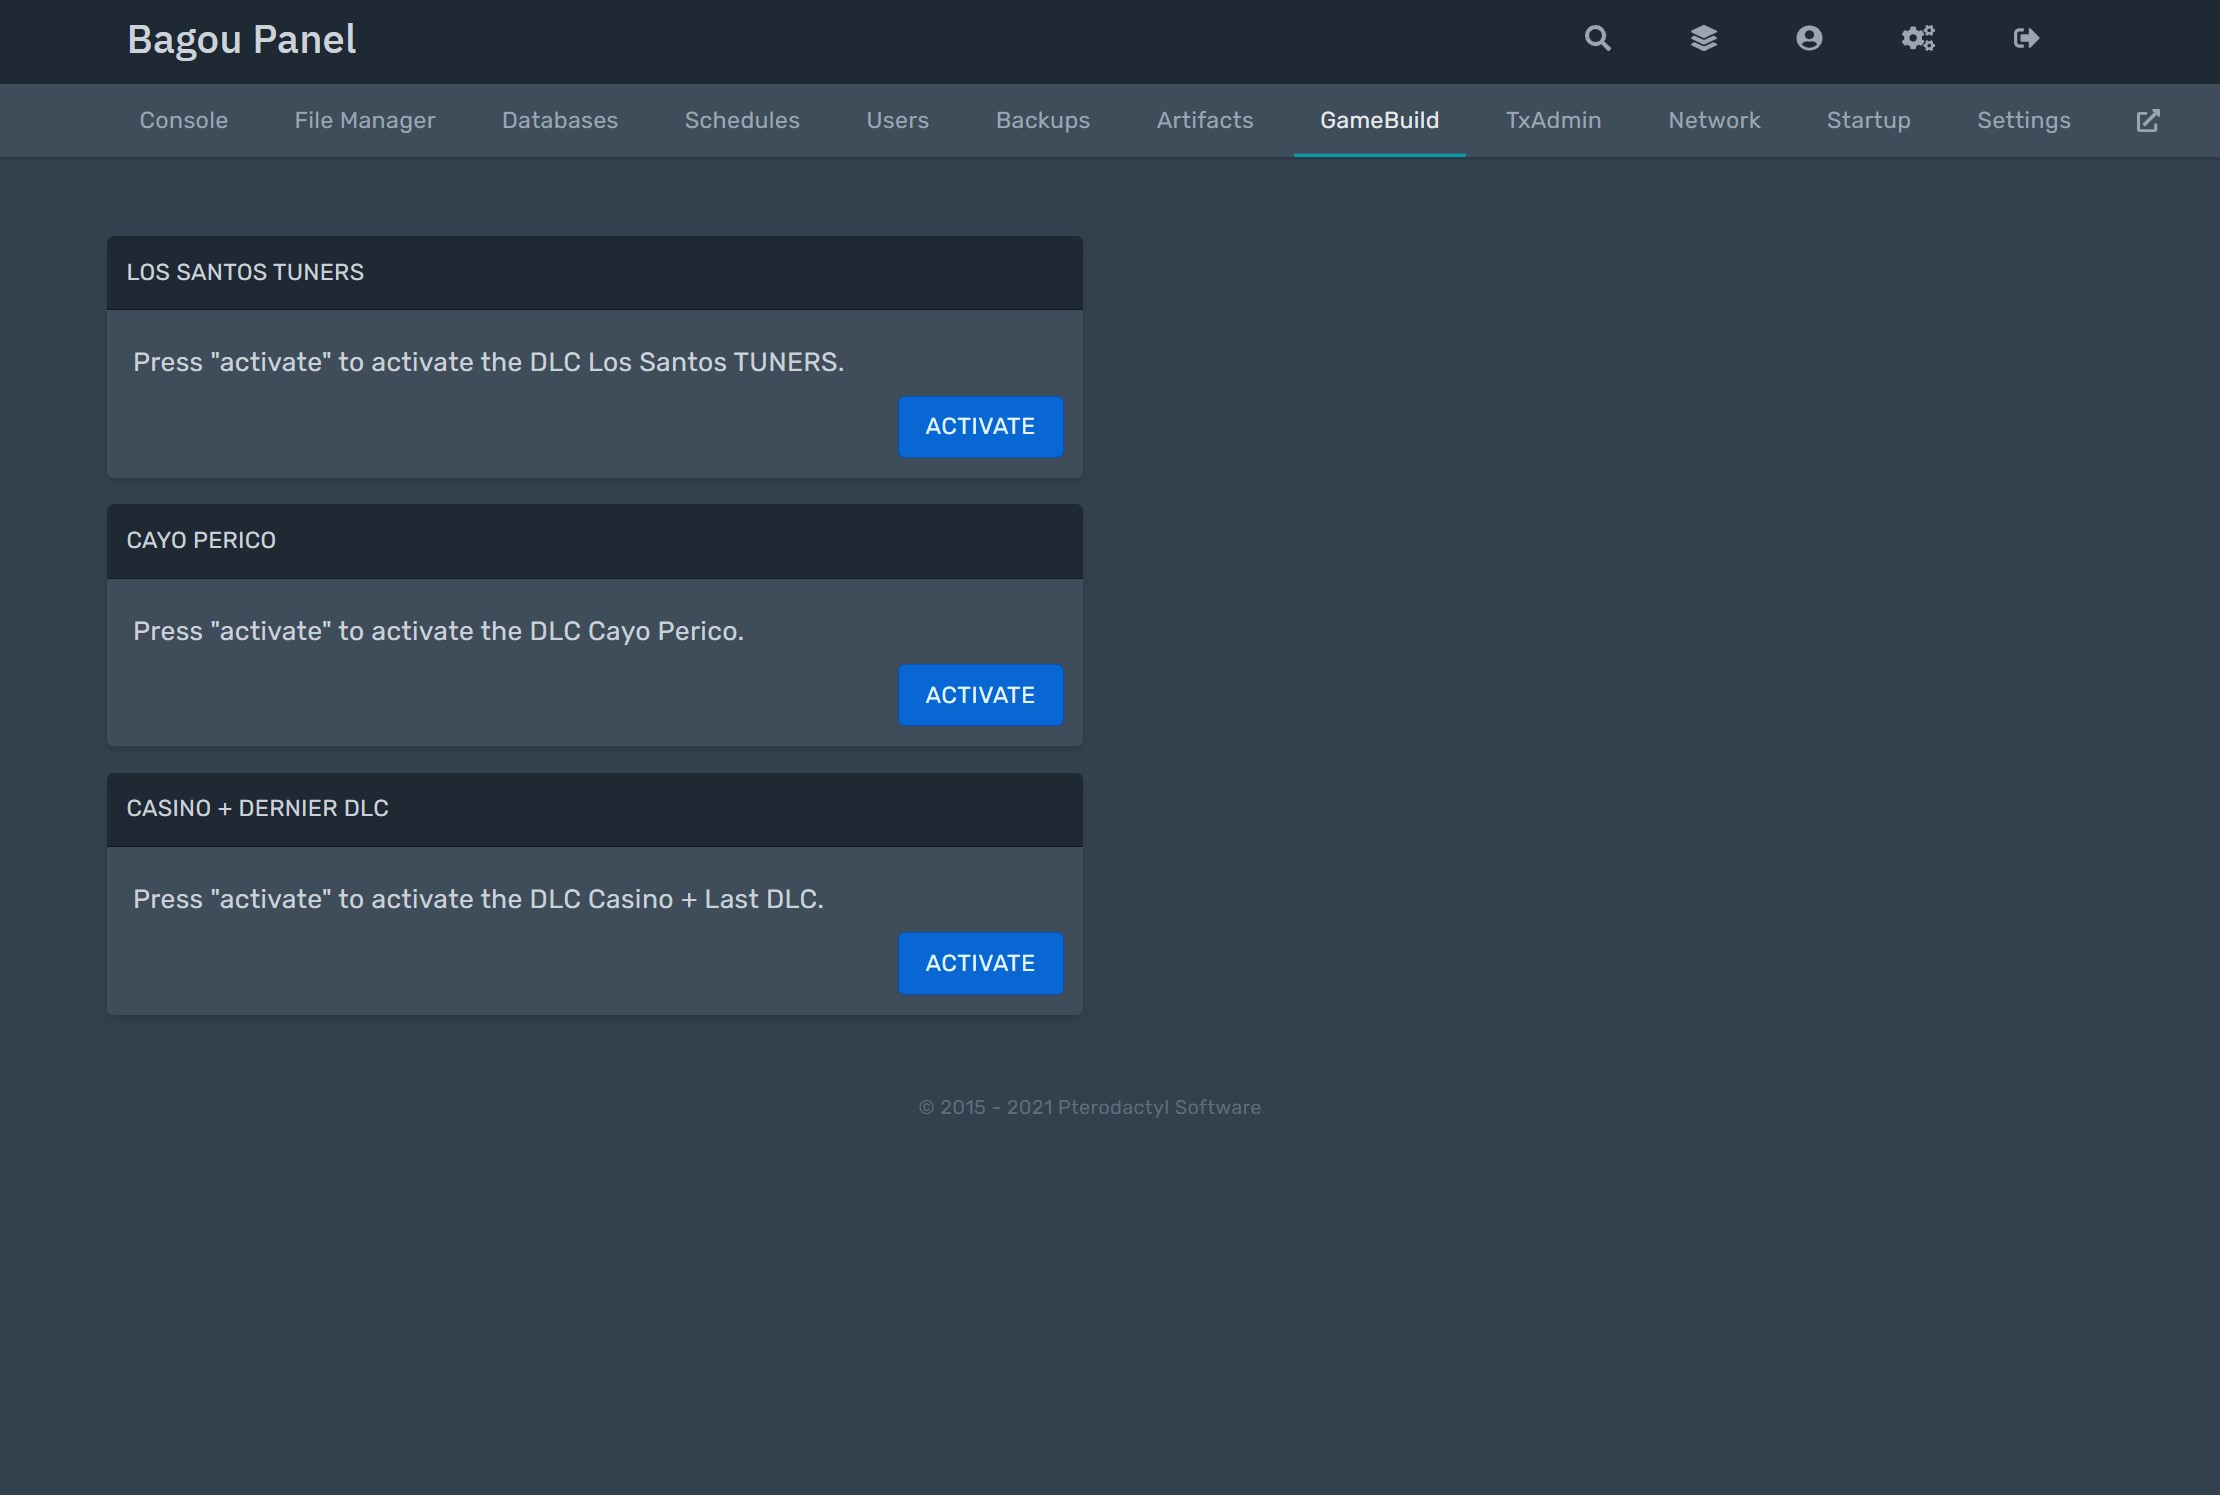 Bagou Panel
Console File Manager Databases Schedules Users Backups Artifacts GameBuild TxAdmin Network Startup Settings
LOS SANTOS TUNERS
Press "activate" to activate the DLC Los Santos TUNERS.
ACTIVATE
CAYO PERICO
Press "activate" to activate the DLC Cayo Perico.
ACTIVATE
CASINO + DERNIER DLC
Press "activate" to activate the DLC Casino + Last DLC.
ACTIVATE
© 2015 - 2021 Pterodactyl Software